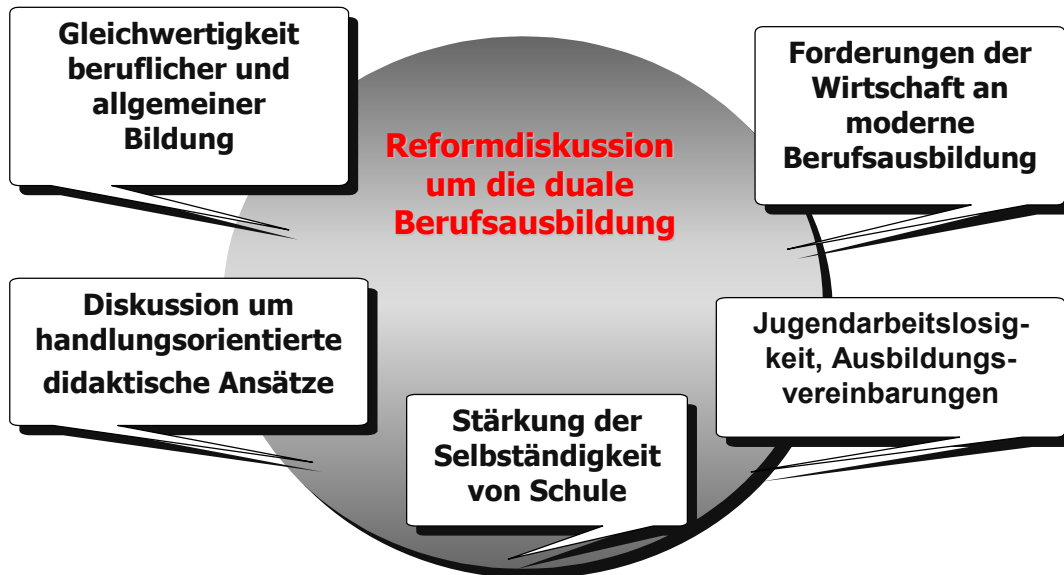 Gleichwertigkeit
beruflicher und
allgemeiner
Bildung
Forderungen der
Wirtschaft an
moderne
Berufsausbildung
Reformdiskussion
um die duale
Berufsausbildung
Diskussion um
handlungsorientierte
didaktische Ansätze
Jugendarbeitslosig-
keit, Ausbildungs-
vereinbarungen
Stärkung der
Selbständigkeit
von Schule